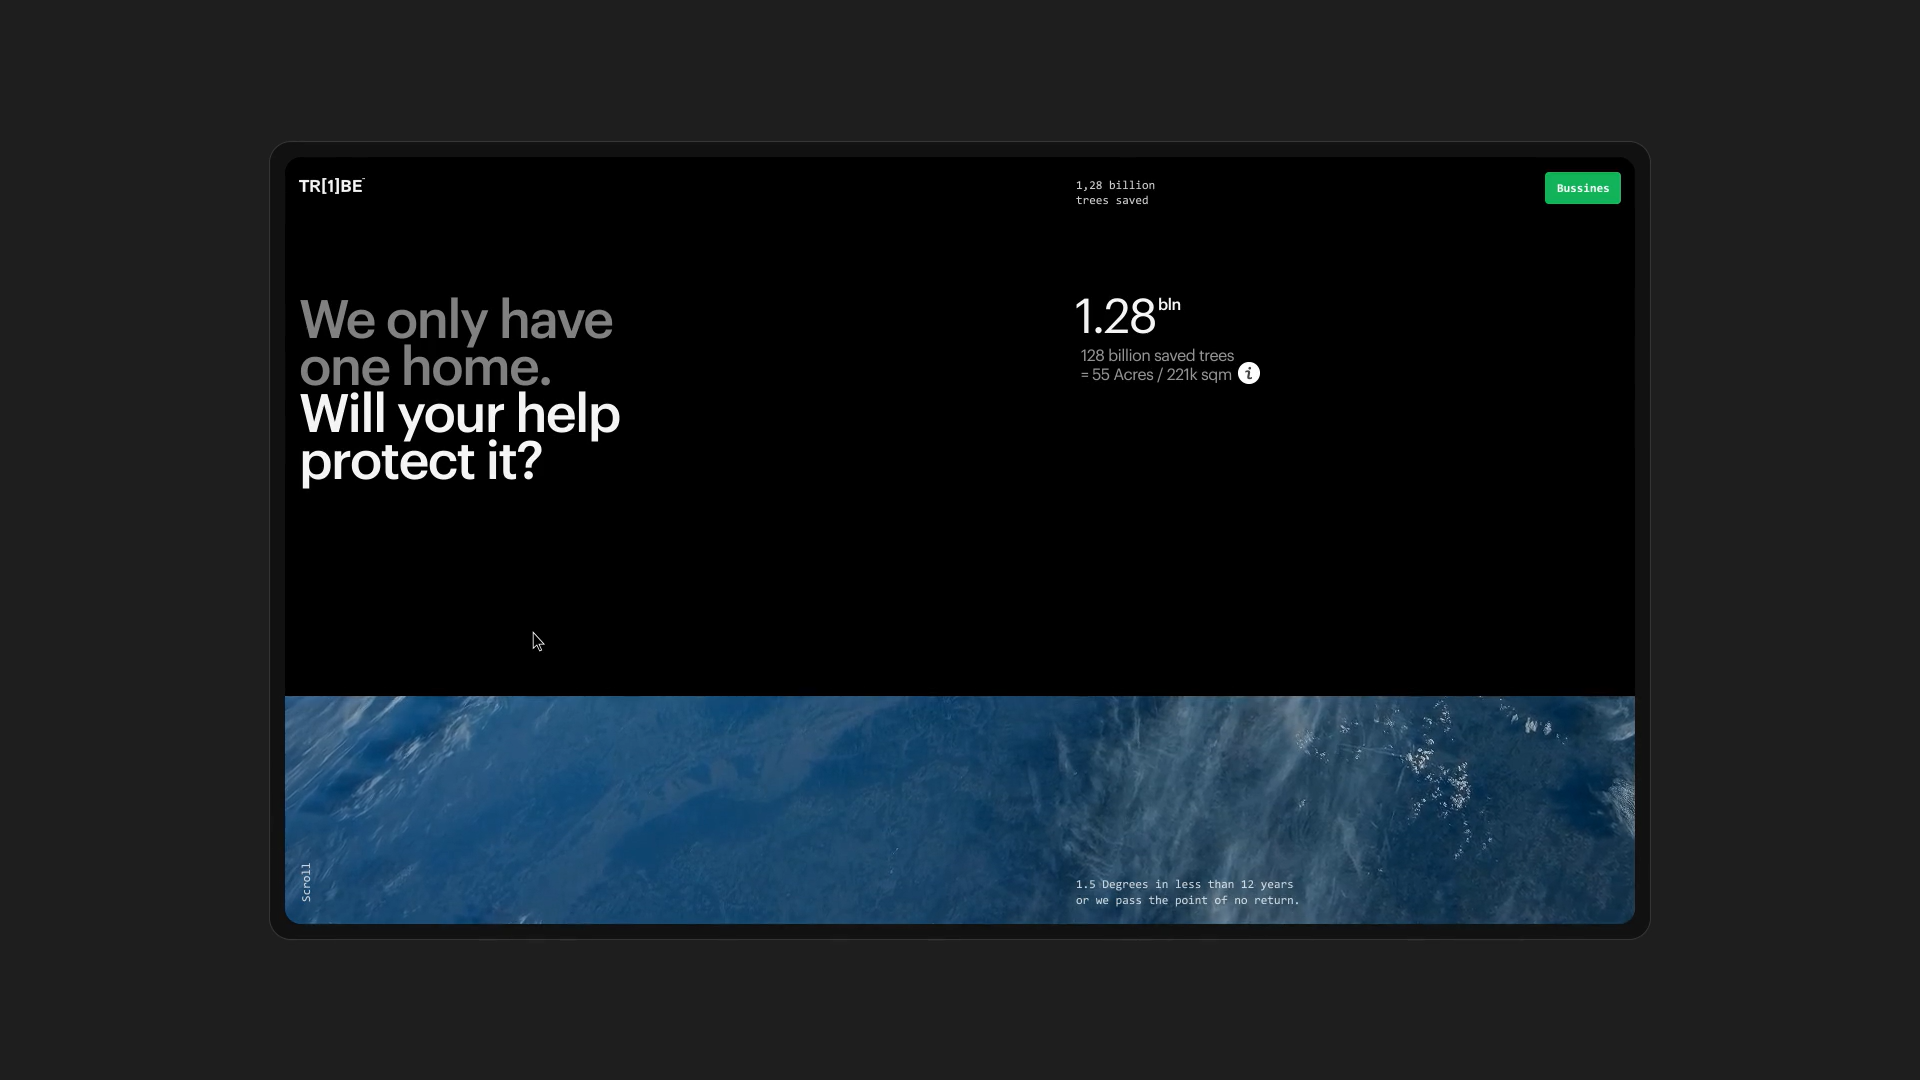 TR[1]BE
1,28 billion
trees saved
Bussines
We only have
one home.
Will your help
protect it?
1.28 bln
128 billion saved trees
= 55 Acres / 221k sqm i
Scroll
1.5 Degrees in less than 12 years
or we pass the point of no return.